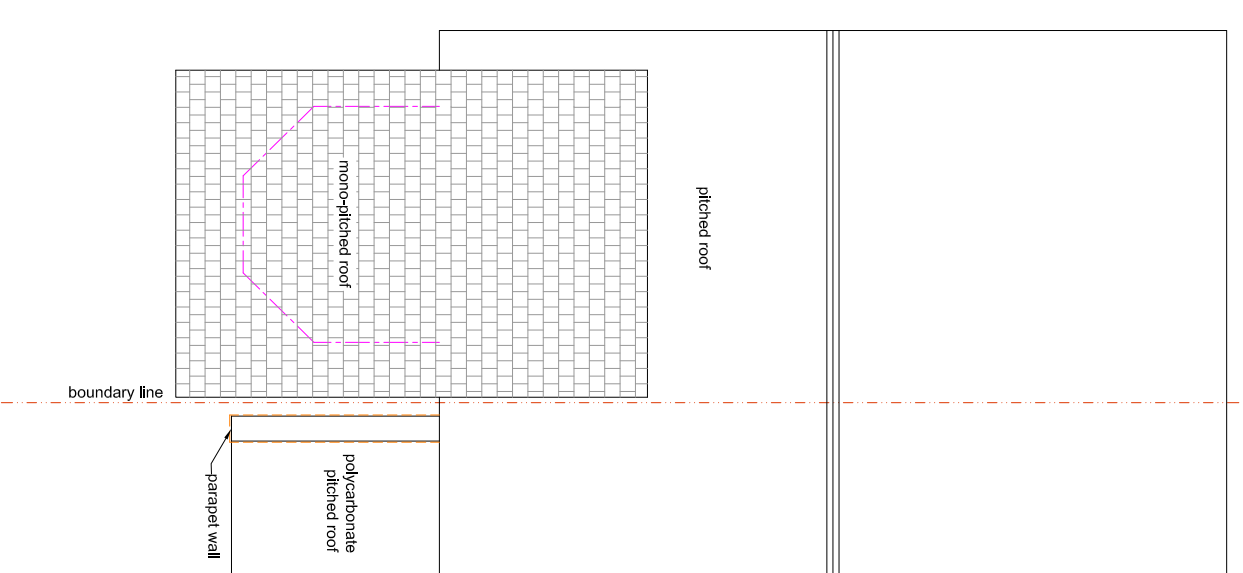 mono-pitched roof
pitched roof
boundary line
parapet wall
polycarbonate
pitched roof